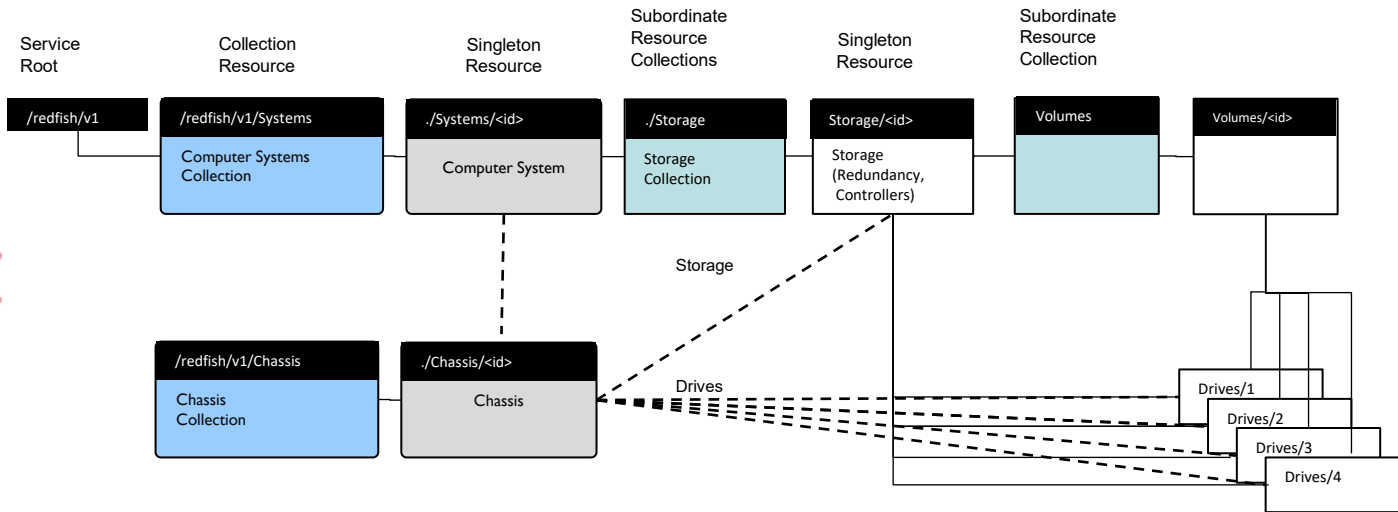 Service
Root
Collection
Resource
Singleton
Resource
Subordinate
Resource
Collections
Singleton
Resource
Subordinate
Resource
Collection
/redfish/v1
/redfish/v1/Systems
Computer Systems
Collection
./Systems/<id>
Computer System
./Storage
Storage
Collection
Storage/<id>
Storage
(Redundancy,
Controllers)
Volumes
Volumes/<id>
Storage
/redfish/v1/Chassis
Chassis
Collection
./Chassis/<id>
Chassis
Drives
Drives/1
Drives/2
Drives/3
Drives/4